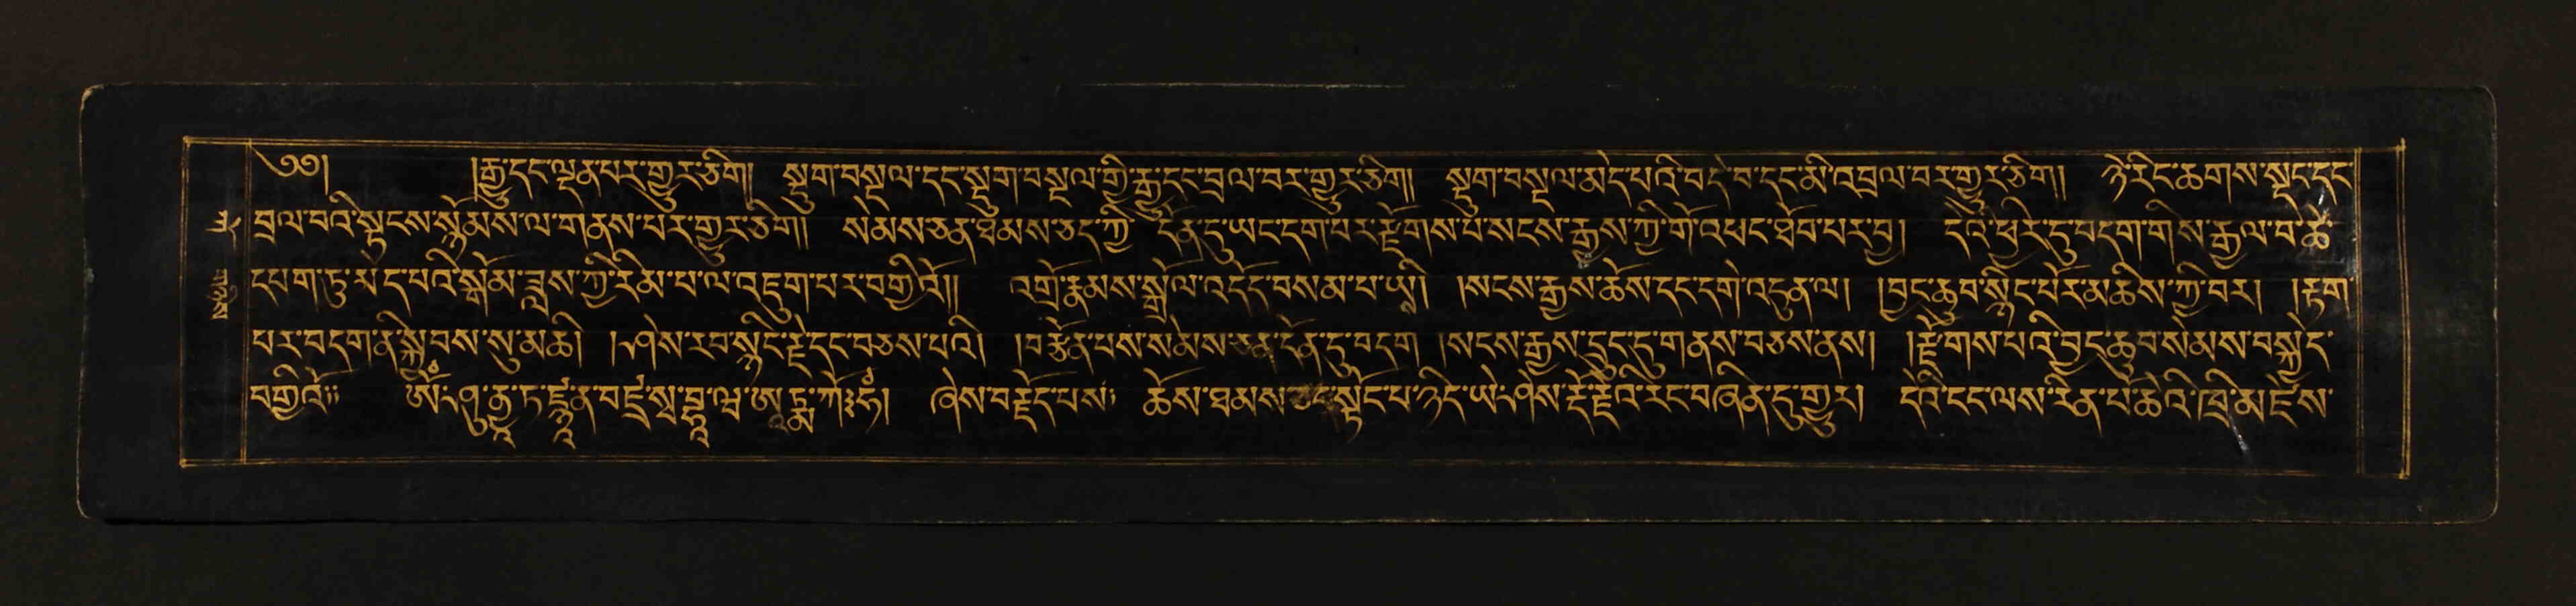 ༄༅། །རྒྱུ་དང་ལྡན་པར་གྱུར་ཅིག། སྡུག་བསྔལ་དང་སྡུག་བསྔལ་གྱི་རྒྱུ་དང་བྲལ་བར་གྱུར་ཅིག། སྡུག་བསྔལ་མེད་པའི་བདེ་བ་དང་མི་འབྲལ་བར་གྱུར་ཅིག། ཉེ་རིང་ཆགས་སྡང་དང་
བྲལ་བའི་སྙོངས་སྙོམས་ལ་གནས་པར་གྱུར་ཅིག། སེམས་ཅན་ཐམས་ཅད་ཀྱི་ དོན་དུ་ཡང་དག་པར་རྫོགས་པ་སངས་རྒྱས་ཀྱི་གོ་འཕང་ཐོབ་པར་བྱ། དེའི་ཕྱིར་དུ་བདག་གིས་རྒྱལ་བ་ཚེ་
དཔག་ཏུ་མེད་པའི་སྒོམ་བཟླས་ཀྱི་རིམ་པ་ལ་འཇུག་པར་བགྱིའོ།། འགྲོ་རྣམས་སྒྲོལ་འདོད་བསམ་པ་ཡི། །སངས་རྒྱས་ཆོས་དང་དགེ་འདུན་ལ། །བྱང་ཆུབ་སྙིང་པོར་མཆིས་ཀྱི་བར། །རྟག་
པར་བདག་ནི་སྐྱབས་སུ་མཆི། །ཤེས་རབ་སྙིང་རྗེ་དང་བཅས་པའི། །བརྩོན་པས་སེམས་ཅན་དོན་དུ་བདག །སངས་རྒྱས་དྲུང་དུ་གནས་བཅས་ནས། །རྫོགས་པའི་བྱང་ཆུབ་སེམས་བསྐྱེད་
བགྱིའོ༎ ཨོཾ་ཤུ་ནྱ་ཏ་ཛྙཱ་ན་བཛྲ་སྭ་བྷཱ་ཝ་ཨཱཏྨ་ཀོ྅ཧཾ། ཞེས་བརྗོད་པས། ཆོས་ཐམས་ཅད་སྟོང་པ་ཉིད་ཡེ་ཤེས་རྡོ་རྗེའི་རང་བཞིན་དུ་གྱུར། དེའི་ངང་ལས་རིན་པོ་ཆེའི་ཁྲི་མཛེས་